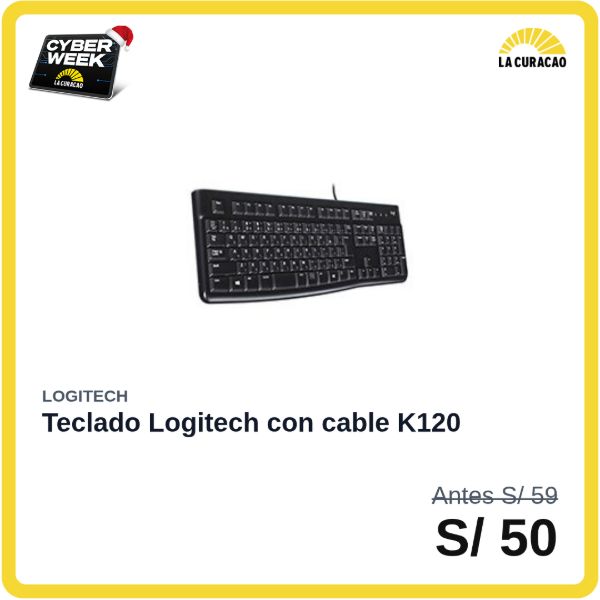 CYBER
WEEK
LA CURACAO
LA CURACAO
LOGITECH
Teclado Logitech con cable K120
Antes S/ 59
S/ 50